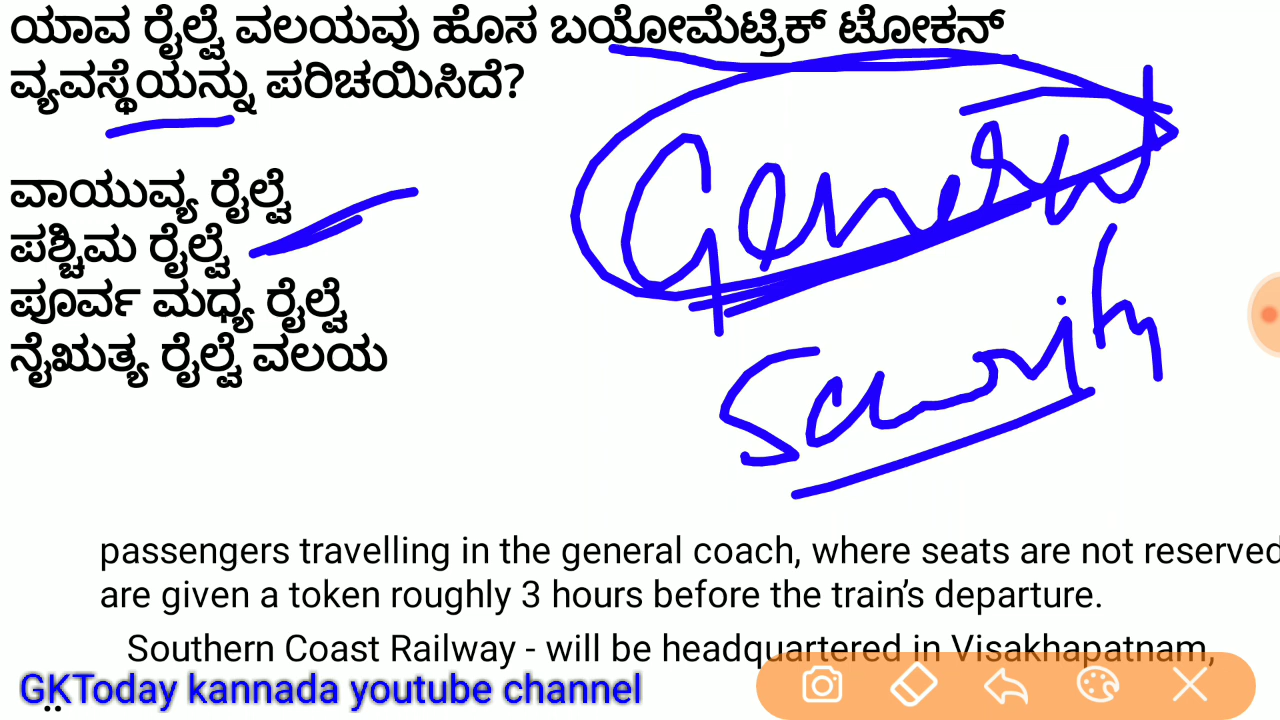 ಯಾವ ರೈಲ್ವೆ ವಲಯವು ಹೊಸ ಬಯೋಮೆಟ್ರಿಕ್ ಟೋಕನ್
ವ್ಯವಸ್ಥೆಯನ್ನು ಪರಿಚಯಿಸಿದೆ?
General
ವಾಯುವ್ಯ ರೈಲ್ವೆ
ಪಶ್ಚಿಮ ರೈಲ್ವೆ
ಪೂರ್ವ ಮಧ್ಯ ರೈಲ್ವೆ
ನೈಋತ್ಯ ರೈಲ್ವೆ ವಲಯ
passengers travelling in the general coach, where seats are not reserved
are given a token roughly 3 hours before the train's departure.
Southern Coast Railway - will be headquartered in Visakhapatnam,
GKToday kannada youtube channel